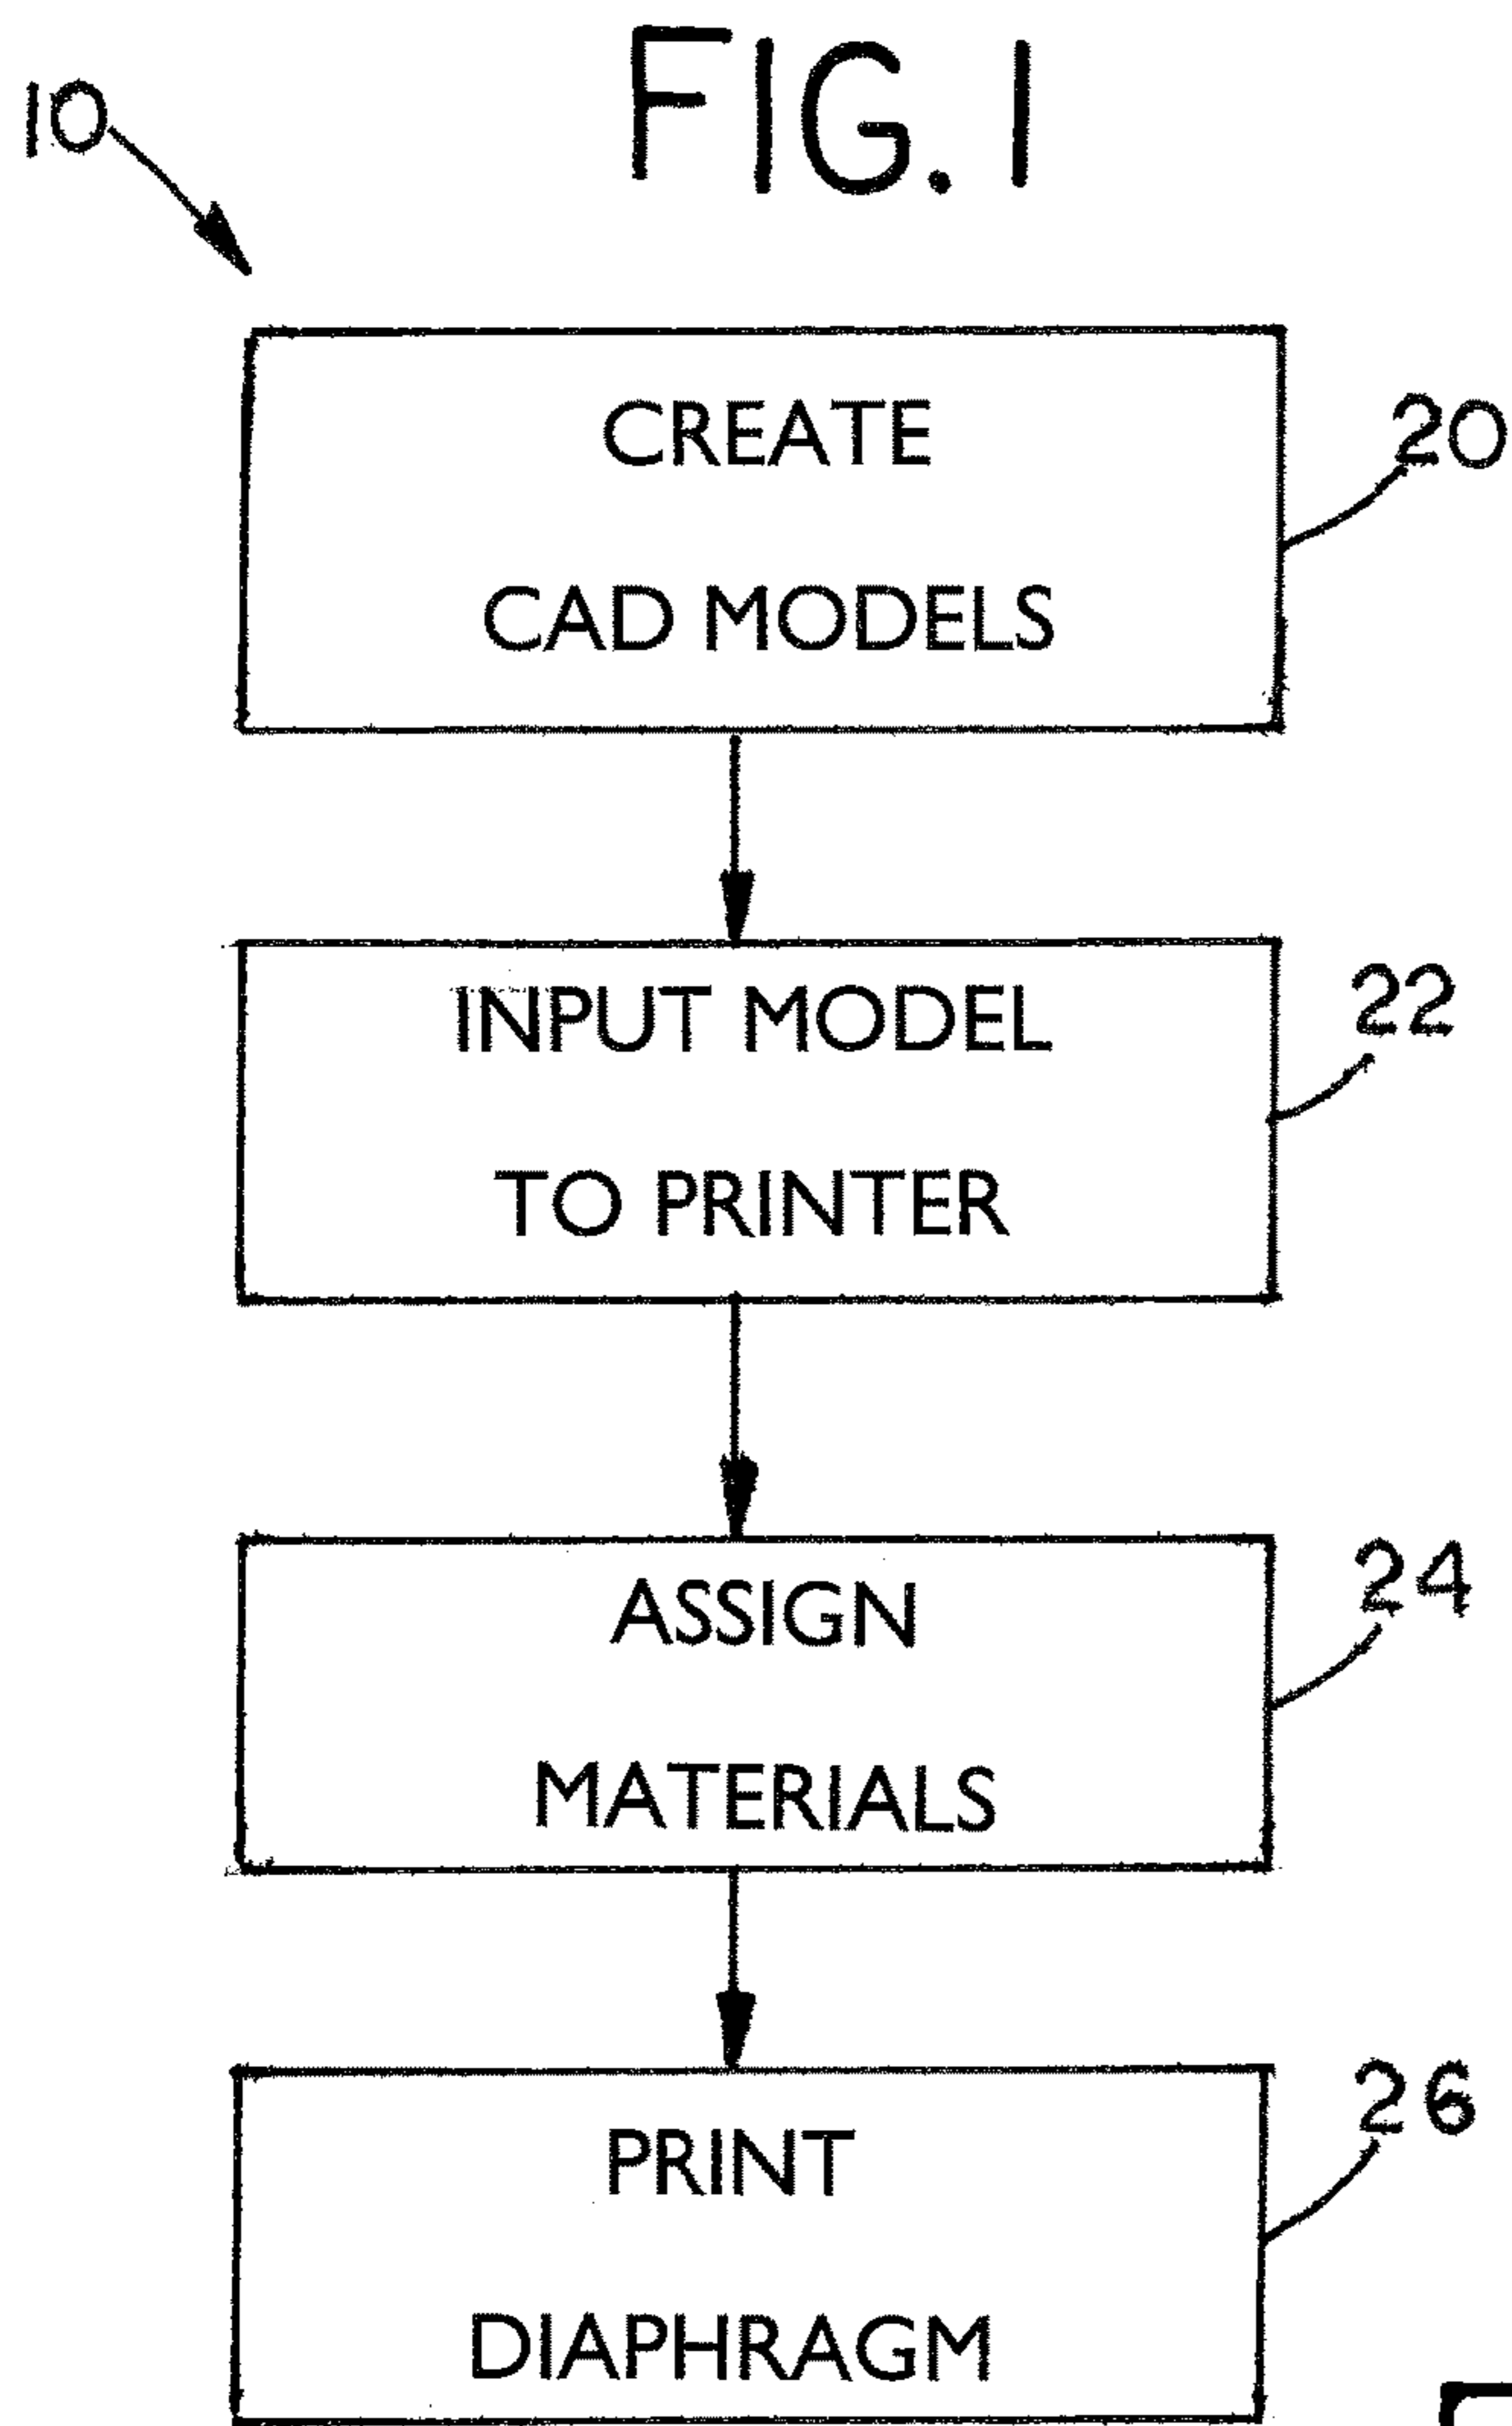 FIG. 1
10
CREATE
20
CAD MODELS
INPUT MODEL
22
TO PRINTER
ASSIGN
24
MATERIALS
PRINT
26
DIAPHRAGM